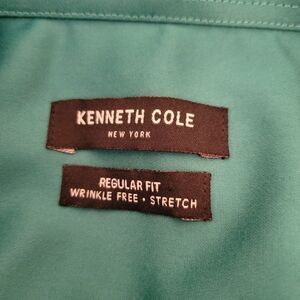 KENNETH COLE
NEW YORK
REGULAR FIT
WRINKLE FREE • STRETCH